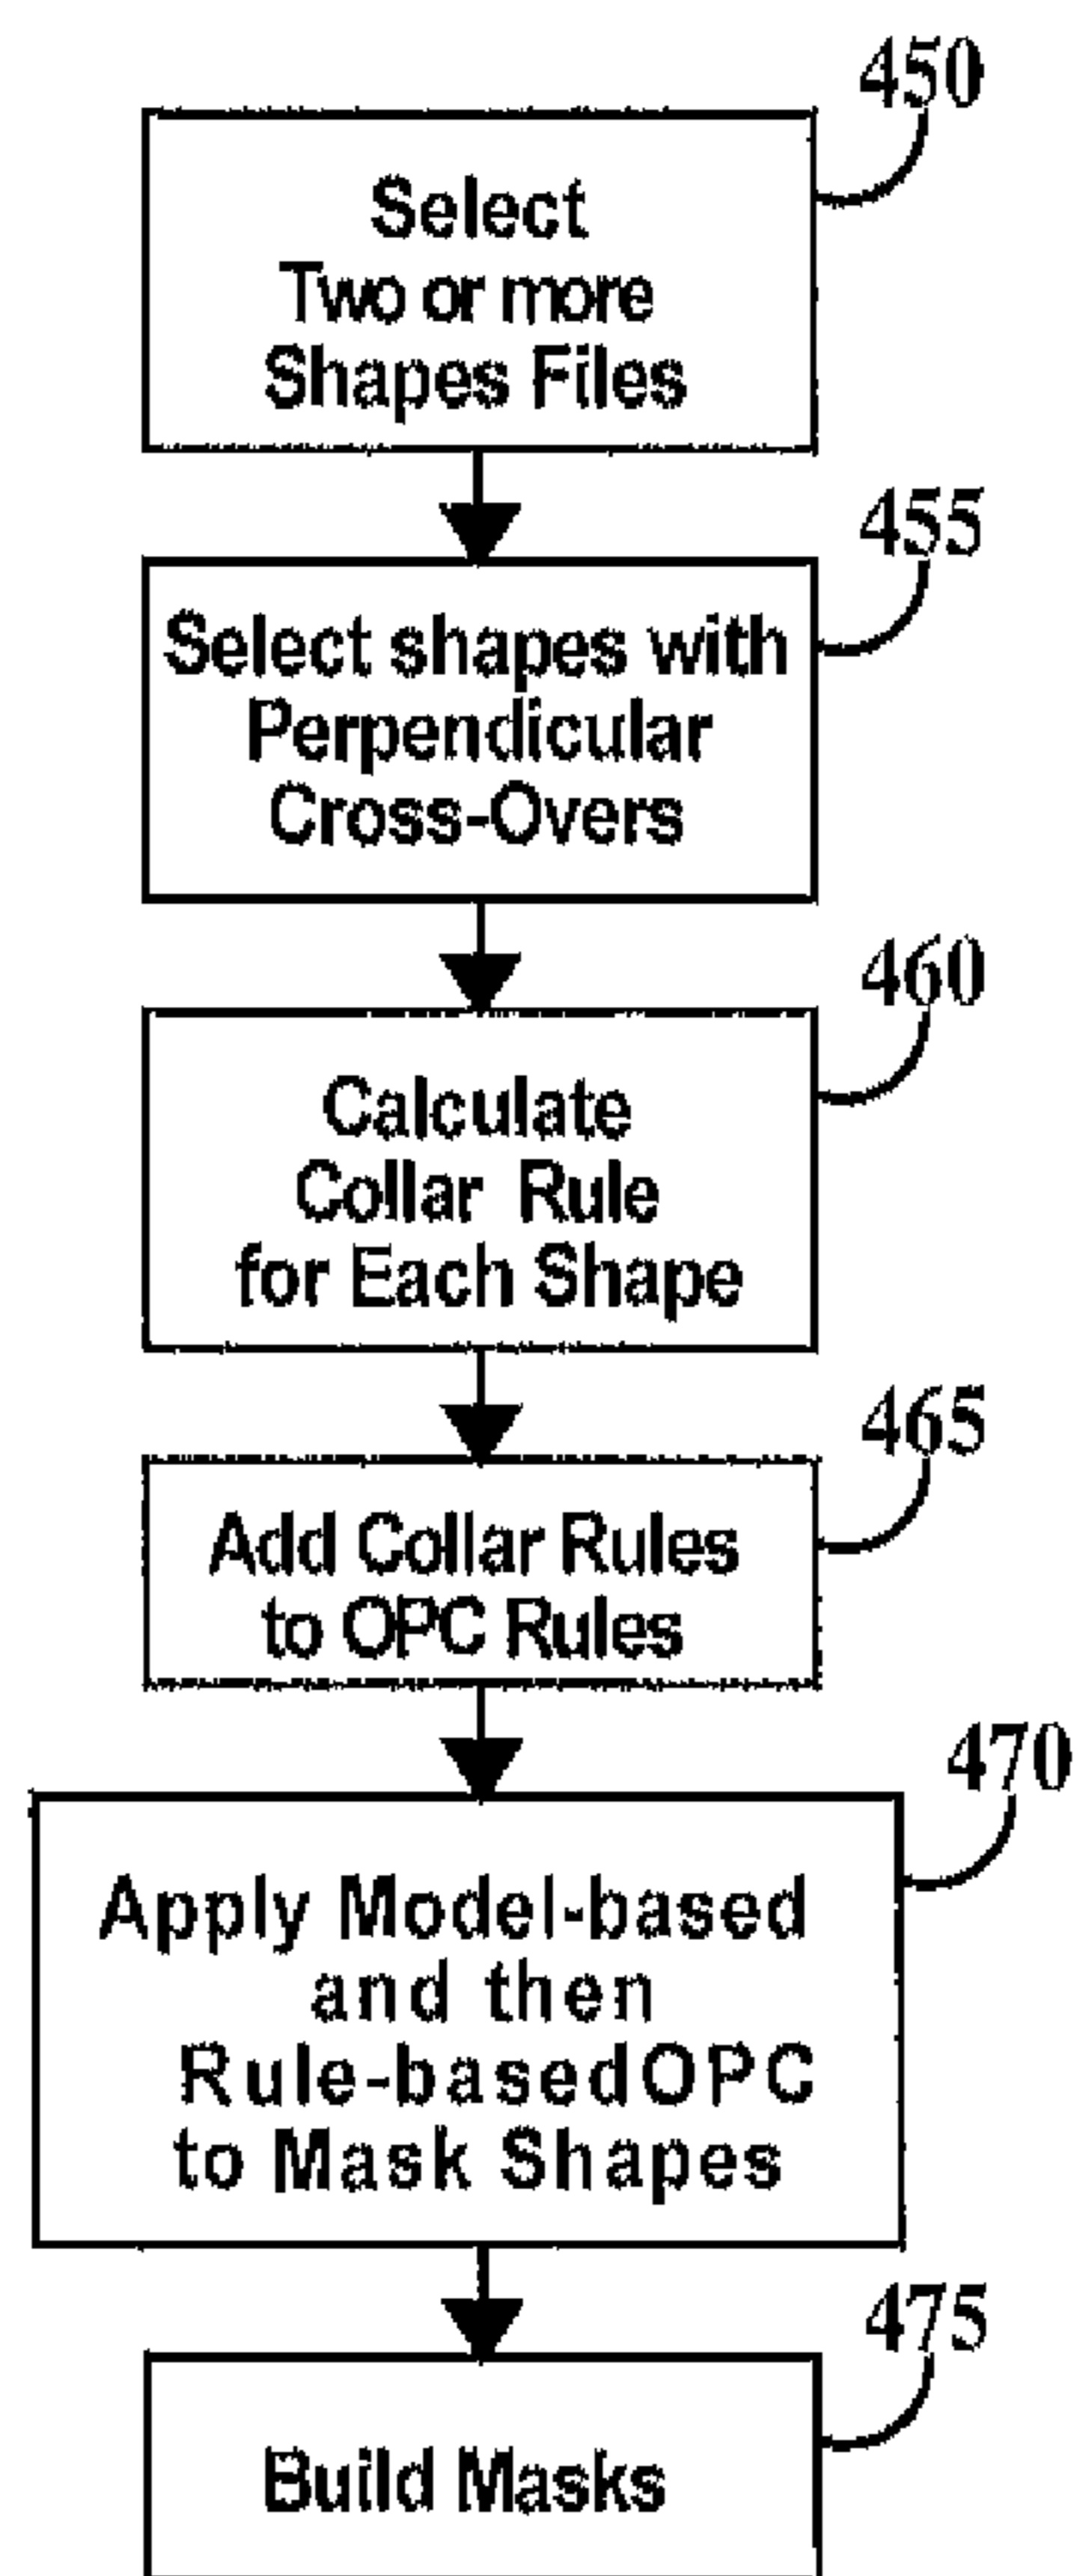 450
Select
Two or more
Shapes Files
455
Select shapes with
Perpendicular
Cross-Overs
460
Calculate
Collar Rule
for Each Shape
465
Add Collar Rules
to OPC Rules
470
Apply Model-based
and then
Rule-basedOPC
to Mask Shapes
475
Build Masks